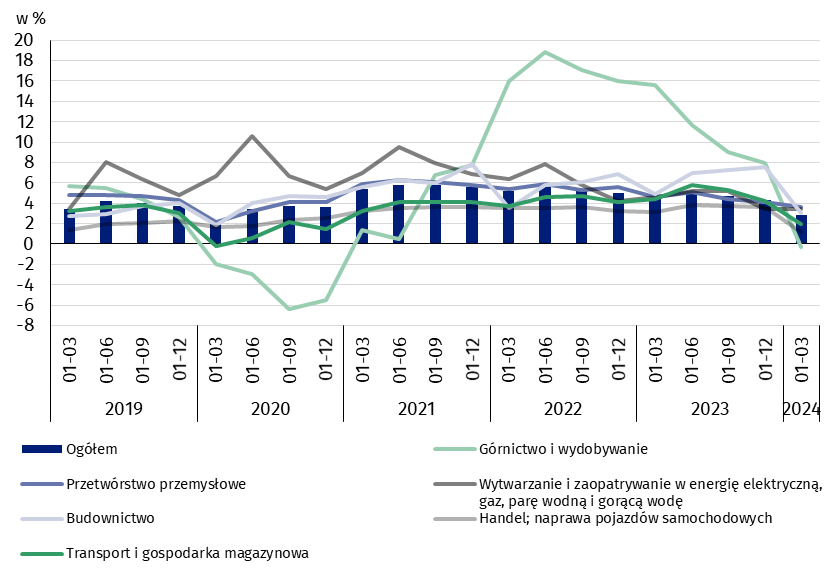 w %
20
18
16
14
12
10
8
6
4
2
0
-2
-4
-6
-8
01-03 01-06 01-09 01-12 01-03 01-06 01-09 01-12 01-03 01-06 01-09 01-12 01-03 01-06 01-09 01-12 01-03 01-06 01-09 01-12 01-03
2019 2020 2021 2022 2023 2024
Ogółem
Górnictwo i wydobywanie
Przetwórstwo przemysłowe
Wytwarzanie i zaopatrywanie w energię elektryczną,
gaz, parę wodną i gorącą wodę
Budownictwo
Handel; naprawa pojazdów samochodowych
Transport i gospodarka magazynowa